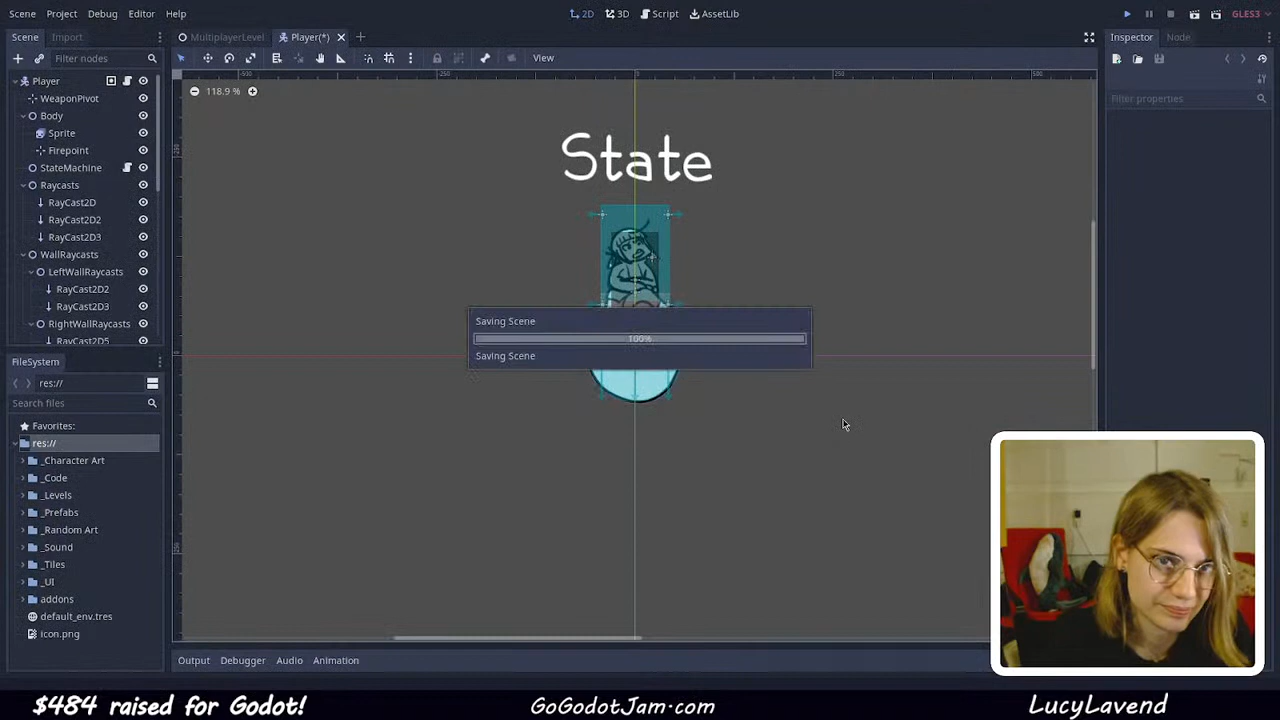 Scene Project Debug Editor Help
2D 3D Script AssetLib
GLES3
Scene Import
MultiplayerLevel Player(*)
Inspector Node
Filter nodes
View
Player
118.9 %
Filter properties
WeaponPivot
Body
Sprite
Firepoint
StateMachine
Raycasts
RayCast2D
RayCast2D2
RayCast2D3
WallRaycasts
LeftWallRaycasts
RayCast2D2
RayCast2D3
RightWallRaycasts
RayCast2D5
State
Saving Scene
100%
Saving Scene
FileSystem
res://
Search files
Favorites:
res://
_Character Art
_Code
_Levels
_Prefabs
_Random Art
_Sound
_Tiles
_UI
addons
default_env.tres
icon.png
Output Debugger Audio Animation
$484 raised for Godot!
GoGodotJam.com
LucyLavend